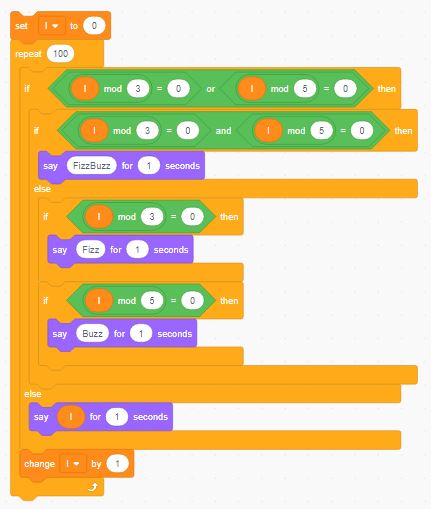 set I to 0
repeat 100
if I mod 3 = 0 or I mod 5 = 0 then
if I mod 3 = 0 and I mod 5 = 0 then
say FizzBuzz for 1 seconds
else
if I mod 3 = 0 then
say Fizz for 1 seconds
if I mod 5 = 0 then
say Buzz for 1 seconds
else
say I for 1 seconds
change I by 1